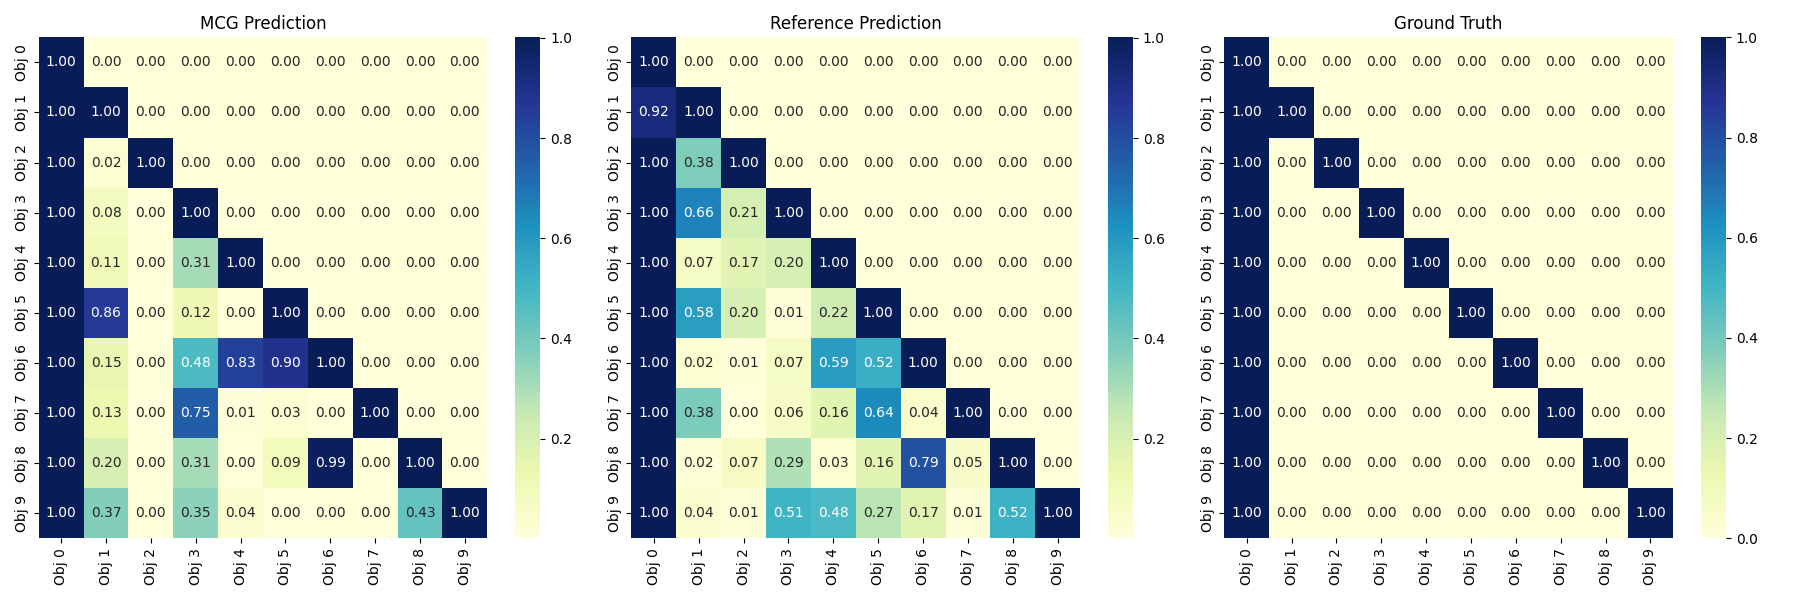 MCG Prediction
Obj 0 1.00 0.00 0.00 0.00 0.00 0.00 0.00 0.00 0.00 0.00
Obj 1 1.00 1.00 0.00 0.00 0.00 0.00 0.00 0.00 0.00 0.00
Obj 2 1.00 0.02 1.00 0.00 0.00 0.00 0.00 0.00 0.00 0.00
Obj 3 1.00 0.08 0.00 1.00 0.00 0.00 0.00 0.00 0.00 0.00
Obj 4 1.00 0.11 0.00 0.31 1.00 0.00 0.00 0.00 0.00 0.00
Obj 5 1.00 0.86 0.00 0.12 0.00 1.00 0.00 0.00 0.00 0.00
Obj 6 1.00 0.15 0.00 0.48 0.83 0.90 1.00 0.00 0.00 0.00
Obj 7 1.00 0.13 0.00 0.75 0.01 0.03 0.00 1.00 0.00 0.00
Obj 8 1.00 0.20 0.00 0.31 0.00 0.09 0.99 0.00 1.00 0.00
Obj 9 1.00 0.37 0.00 0.35 0.04 0.00 0.00 0.00 0.43 1.00
Obj 0 Obj 1 Obj 2 Obj 3 Obj 4 Obj 5 Obj 6 Obj 7 Obj 8 Obj 9
1.0
0.8
0.6
0.4
0.2
Reference Prediction
Obj 0 1.00 0.00 0.00 0.00 0.00 0.00 0.00 0.00 0.00 0.00
Obj 1 0.92 1.00 0.00 0.00 0.00 0.00 0.00 0.00 0.00 0.00
Obj 2 1.00 0.38 1.00 0.00 0.00 0.00 0.00 0.00 0.00 0.00
Obj 3 1.00 0.66 0.21 1.00 0.00 0.00 0.00 0.00 0.00 0.00
Obj 4 1.00 0.07 0.17 0.20 1.00 0.00 0.00 0.00 0.00 0.00
Obj 5 1.00 0.58 0.20 0.01 0.22 1.00 0.00 0.00 0.00 0.00
Obj 6 1.00 0.02 0.01 0.07 0.59 0.52 1.00 0.00 0.00 0.00
Obj 7 1.00 0.38 0.00 0.06 0.16 0.64 0.04 1.00 0.00 0.00
Obj 8 1.00 0.02 0.07 0.29 0.03 0.16 0.79 0.05 1.00 0.00
Obj 9 1.00 0.04 0.01 0.51 0.48 0.27 0.17 0.01 0.52 1.00
Obj 0 Obj 1 Obj 2 Obj 3 Obj 4 Obj 5 Obj 6 Obj 7 Obj 8 Obj 9
1.0
0.8
0.6
0.4
0.2
Ground Truth
Obj 0 1.00 0.00 0.00 0.00 0.00 0.00 0.00 0.00 0.00 0.00
Obj 1 1.00 1.00 0.00 0.00 0.00 0.00 0.00 0.00 0.00 0.00
Obj 2 1.00 0.00 1.00 0.00 0.00 0.00 0.00 0.00 0.00 0.00
Obj 3 1.00 0.00 0.00 1.00 0.00 0.00 0.00 0.00 0.00 0.00
Obj 4 1.00 0.00 0.00 0.00 1.00 0.00 0.00 0.00 0.00 0.00
Obj 5 1.00 0.00 0.00 0.00 0.00 1.00 0.00 0.00 0.00 0.00
Obj 6 1.00 0.00 0.00 0.00 0.00 0.00 1.00 0.00 0.00 0.00
Obj 7 1.00 0.00 0.00 0.00 0.00 0.00 0.00 1.00 0.00 0.00
Obj 8 1.00 0.00 0.00 0.00 0.00 0.00 0.00 0.00 1.00 0.00
Obj 9 1.00 0.00 0.00 0.00 0.00 0.00 0.00 0.00 0.00 1.00
Obj 0 Obj 1 Obj 2 Obj 3 Obj 4 Obj 5 Obj 6 Obj 7 Obj 8 Obj 9
1.0
0.8
0.6
0.4
0.2
0.0